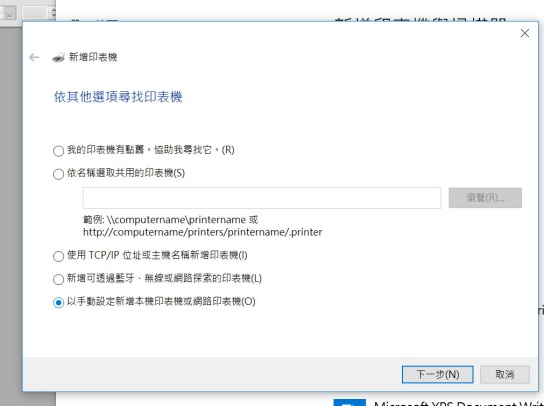 新增印表機
依其他選項尋找印表機
我的印表機有點舊。協助我尋找它。(R)
依名稱選取共用的印表機(S)
瀏覽(R)...
範例: \\computername\printername 或
http://computername/printers/printername/.printer
使用 TCP/IP 位址或主機名稱新增印表機(I)
新增可透過藍牙、無線或網路探索的印表機(L)
以手動設定新增本機印表機或網路印表機(O)
下一步(N)
取消
Microsoft XPS Document Writ